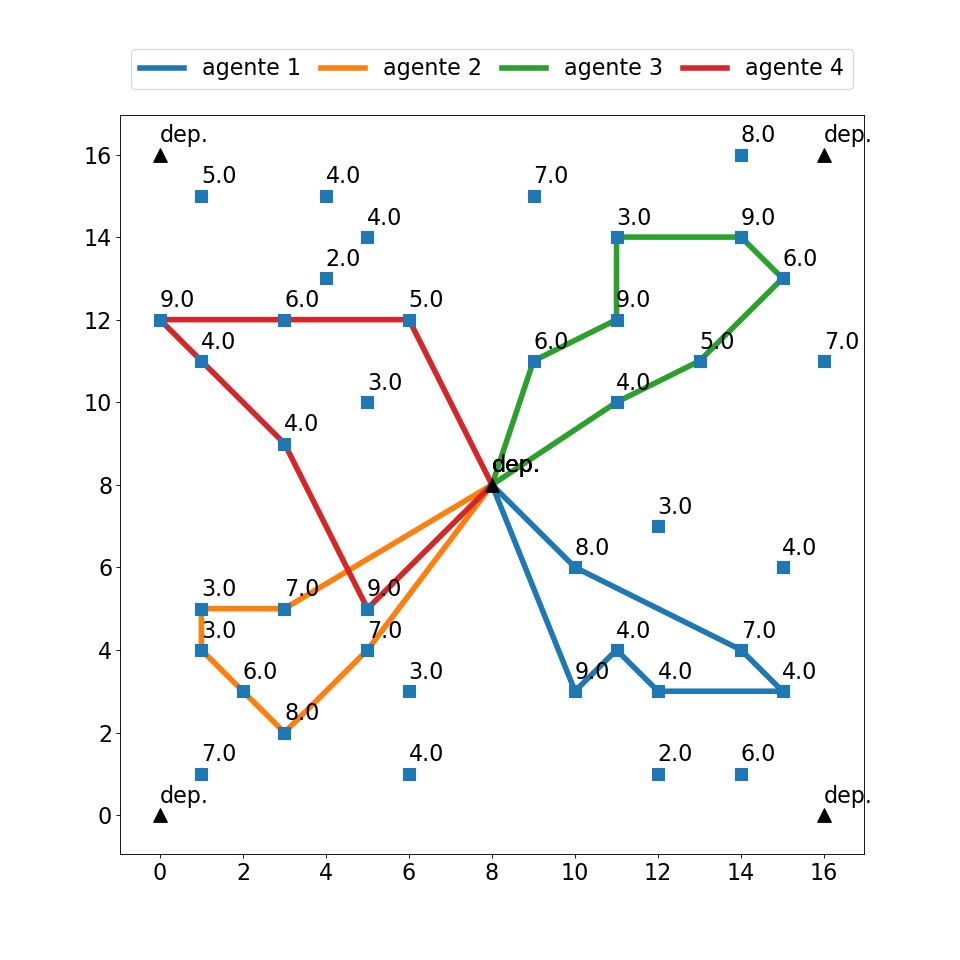 agente 1 agente 2 agente 3 agente 4
dep. 8.0 dep.
16
5.0 4.0 7.0
4.0 3.0 9.0
14
2.0 6.0
9.0 6.0 5.0 9.0
12
4.0 6.0 5.0 7.0
3.0 4.0
10
4.0
dep. dep.
8
3.0
8.0 4.0
6
3.0 7.0 9.0
3.0 7.0 4.0 7.0
4
6.0 3.0 9.0 4.0 4.0
8.0
2
7.0 4.0 2.0 6.0
dep. dep.
0
0 2 4 6 8 10 12 14 16